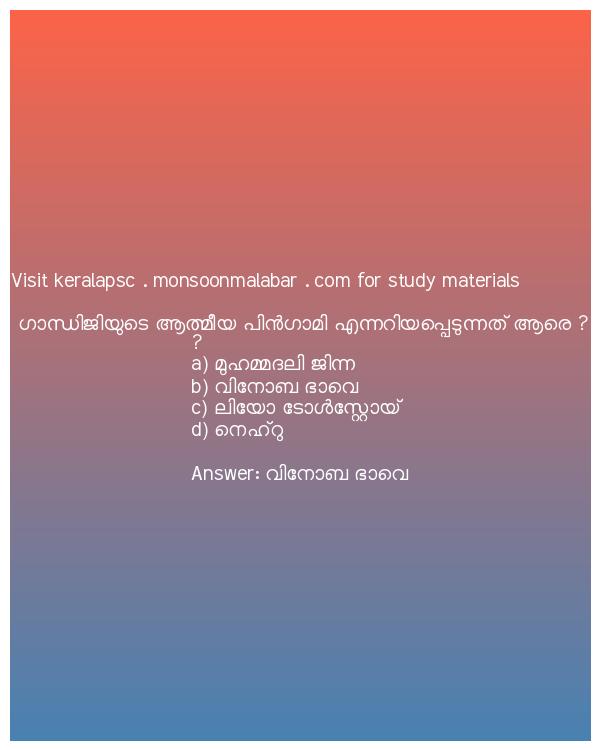 Visit keralapsc . monsoonmalabar . com for study materials
ഗാന്ധിജിയുടെ ആത്മീയ പിൻഗാമി എന്നറിയപ്പെടുന്നത് ആരെ ?
?
a) മുഹമ്മദലി ജിന്ന
b) വിനോബ ഭാവെ
c) ലിയോ ടോൾസ്റ്റോയ്
d) നെഹ്റു
Answer: വിനോബ ഭാവെ